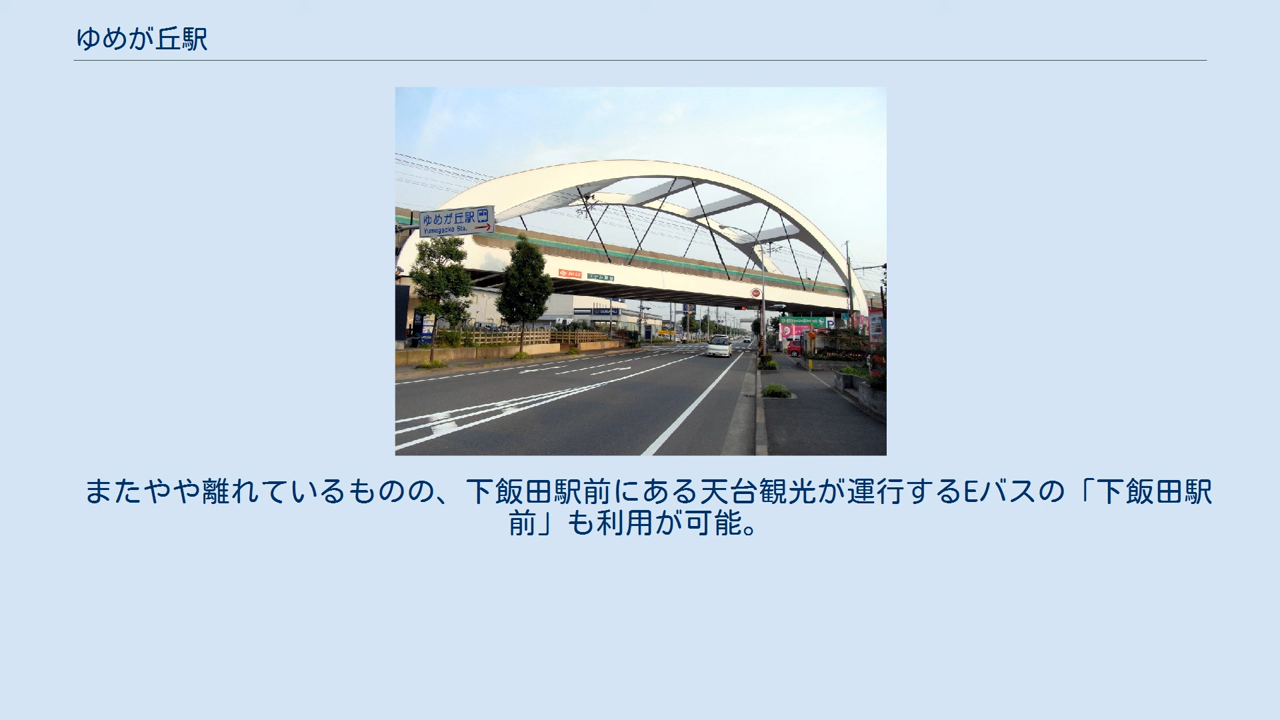 ゆめが丘駅
ゆめが丘駅
Yumegaoka Sta.
またやや離れているものの、下飯田駅前にある天台観光が運行するEバスの「下飯田駅
前」も利用が可能。